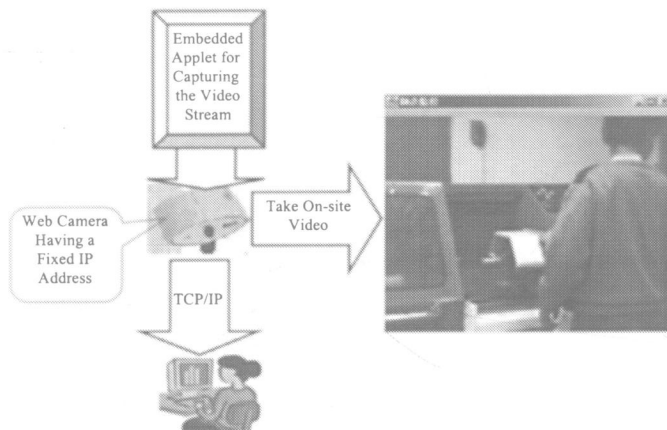 Embedded
Applet for
Capturing
the Video
Stream
Web Camera
Having a
Fixed IP
Address
Take On-site
Video
TCP/IP